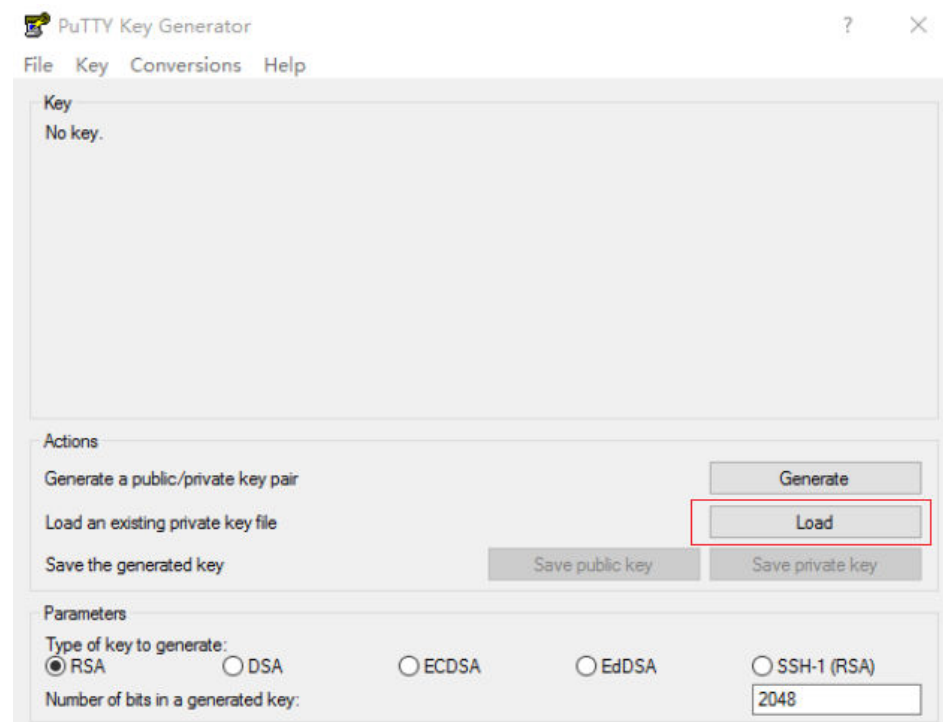 PuTTY Key Generator ? ×
File Key Conversions Help
Key
No key.
Actions
Generate a public/private key pair Generate
Load an existing private key file Load
Save the generated key Save public key Save private key
Parameters
Type of key to generate:
RSA DSA ECDSA EdDSA SSH-1 (RSA)
Number of bits in a generated key: 2048